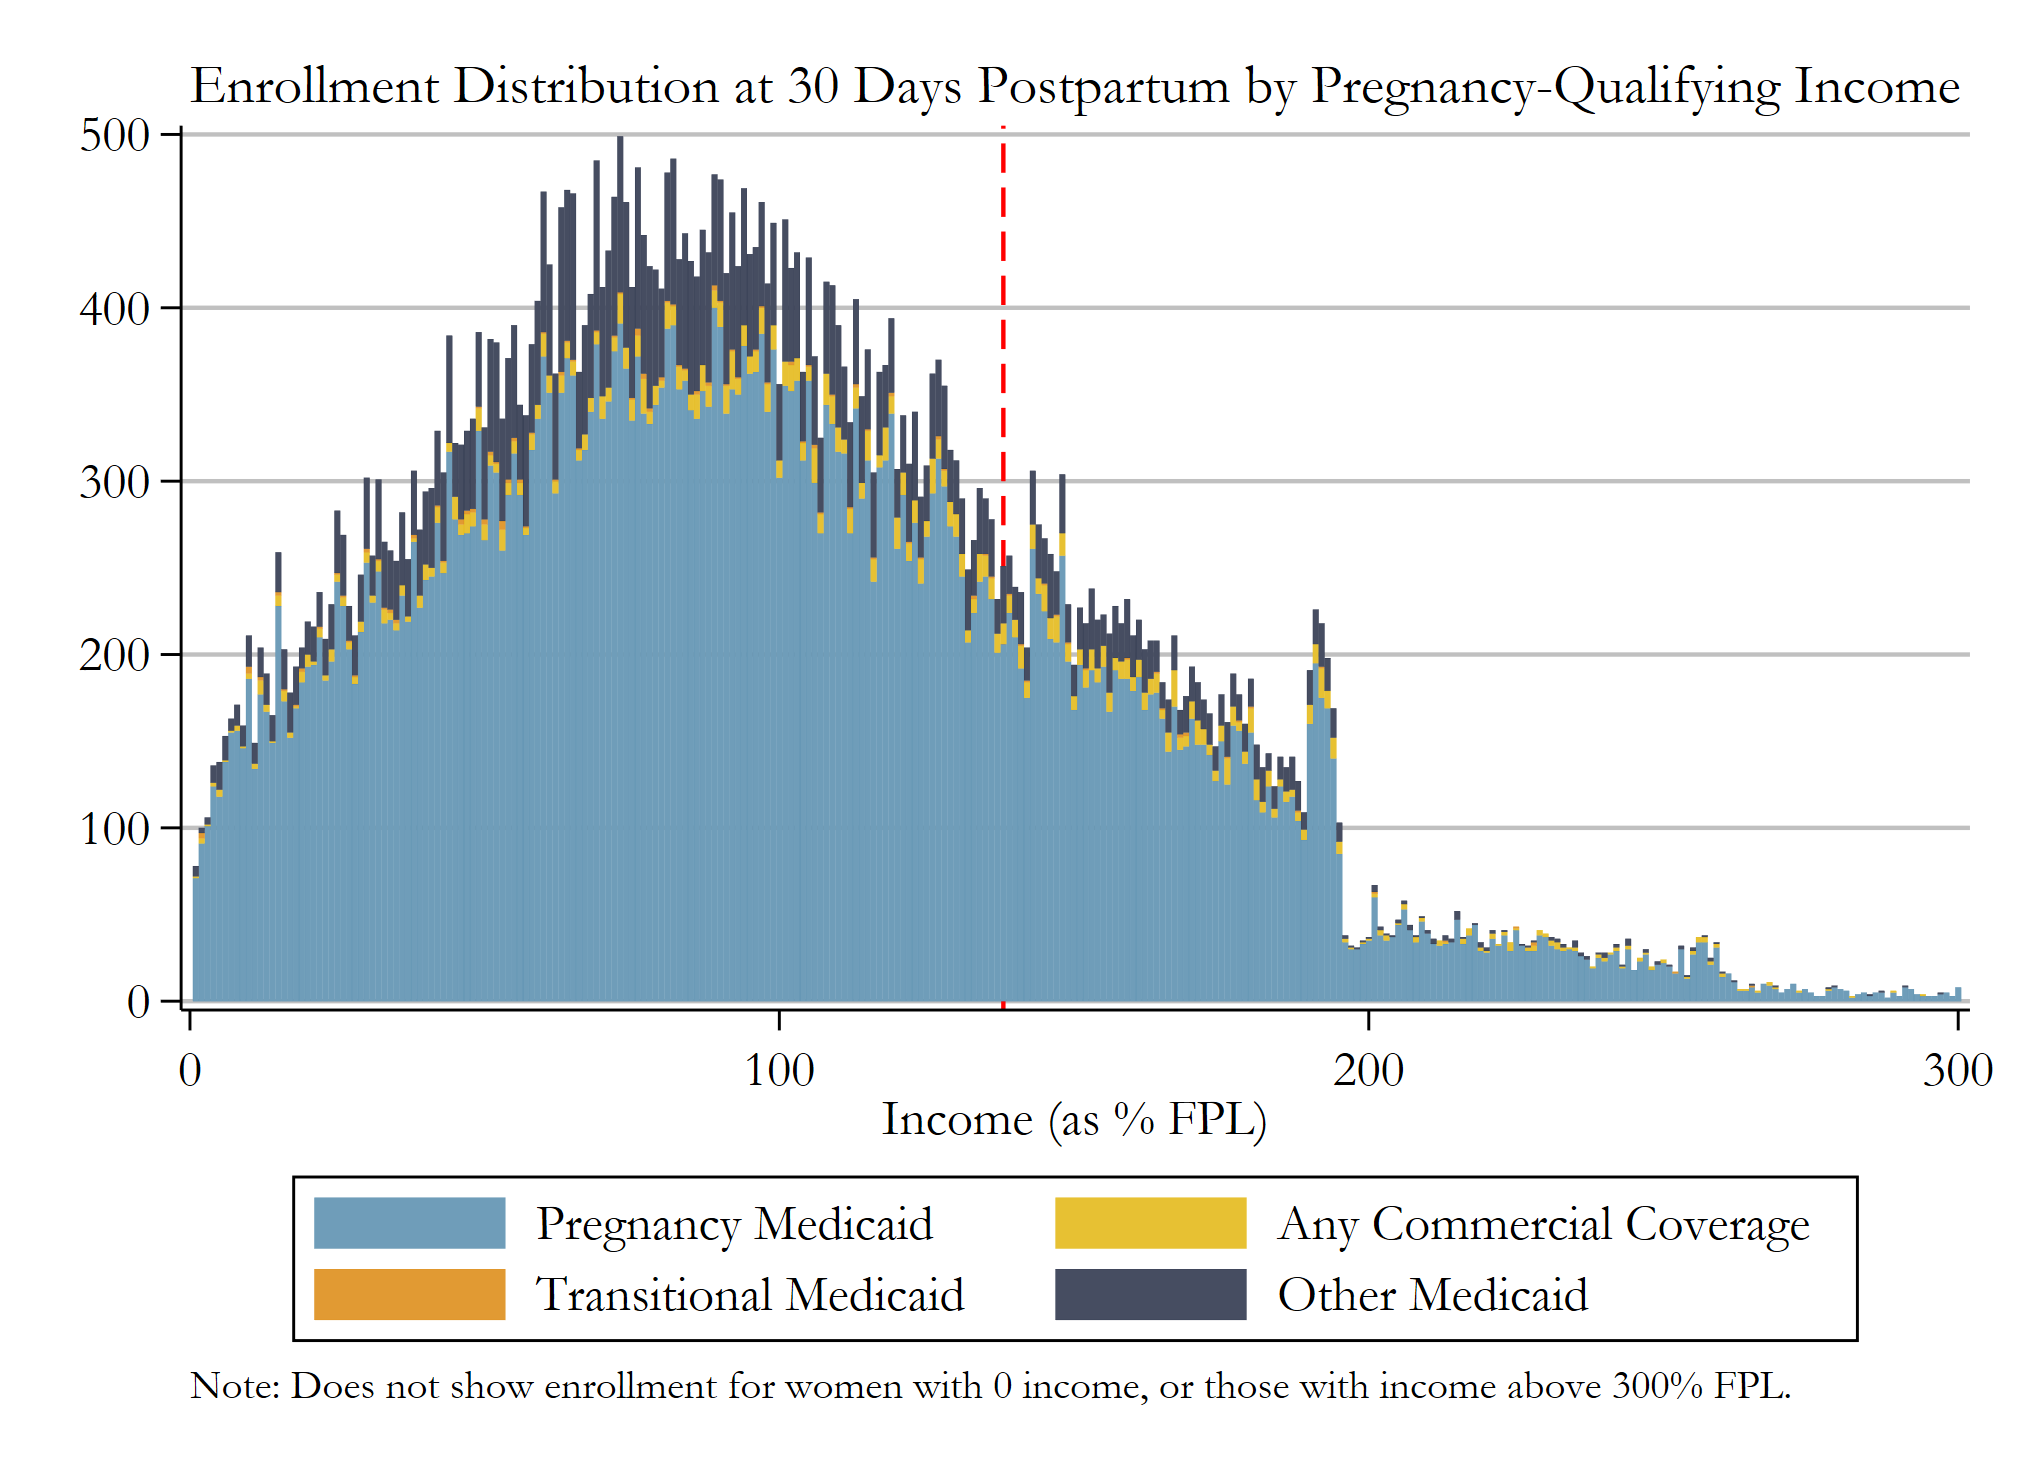 Enrollment Distribution at 30 Days Postpartum by Pregnancy-Qualifying Income
500
400
300
200
100
0
0 100 200 300
Income (as % FPL)
Pregnancy Medicaid Any Commercial Coverage
Transitional Medicaid Other Medicaid
Note: Does not show enrollment for women with 0 income, or those with income above 300% FPL.